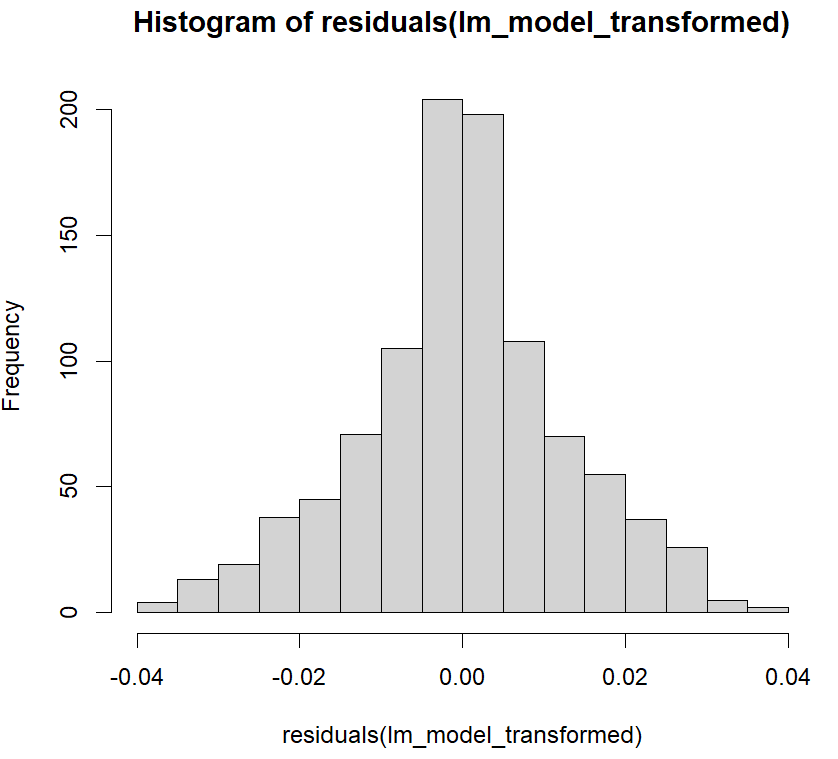 Histogram of residuals(lm_model_transformed)
Frequency
200
150
100
50
0
-0.04 -0.02 0.00 0.02 0.04
residuals(lm_model_transformed)